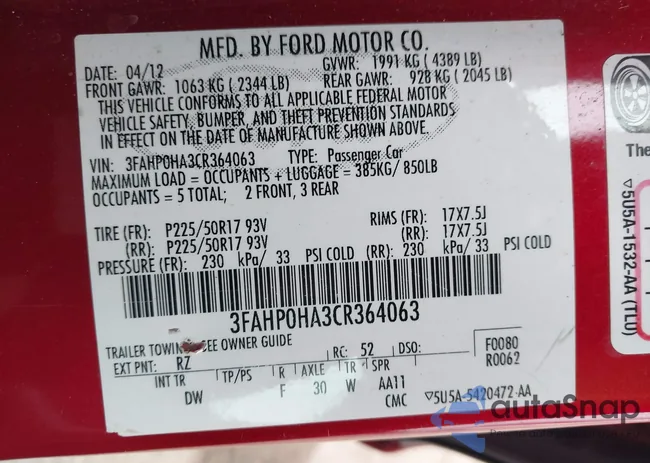 MFD. BY FORD MOTOR CO.
DATE: 04/12 GVWR: 1991 KG ( 4389 LB)
FRONT GAWR: 1063 KG ( 2344 LB) REAR GAWR: 928 KG ( 2045 LB)
THIS VEHICLE CONFORMS TO ALL APPLICABLE FEDERAL MOTOR
VEHICLE SAFETY, BUMPER, AND THEFT PREVENTION STANDARDS
IN EFFECT ON THE DATE OF MANUFACTURE SHOWN ABOVE.
VIN: 3FAHP0HA3CR364063 TYPE: Passenger Car
MAXIMUM LOAD = OCCUPANTS + LUGGAGE = 385KG/ 850LB
OCCUPANTS = 5 TOTAL; 2 FRONT, 3 REAR
TIRE (FR): P225/50R17 93V RIMS (FR): 17X7.5J
(RR): P225/50R17 93V (RR): 17X7.5J
PRESSURE (FR): 230 kPa/ 33 PSI COLD (RR): 230 kPa/ 33 PSI COLD
3FAHP0HA3CR364063
TRAILER TOWING SEE OWNER GUIDE
EXT PNT: RZ RC: 52 DSO: F0080
R0062
INT TR TP/PS R AXLE TR SPR
DW F 30 W AA11
CMC ▽5U5A-5420472-AA
The
▽5U5A-1532-AA (TLU)
autaSnap